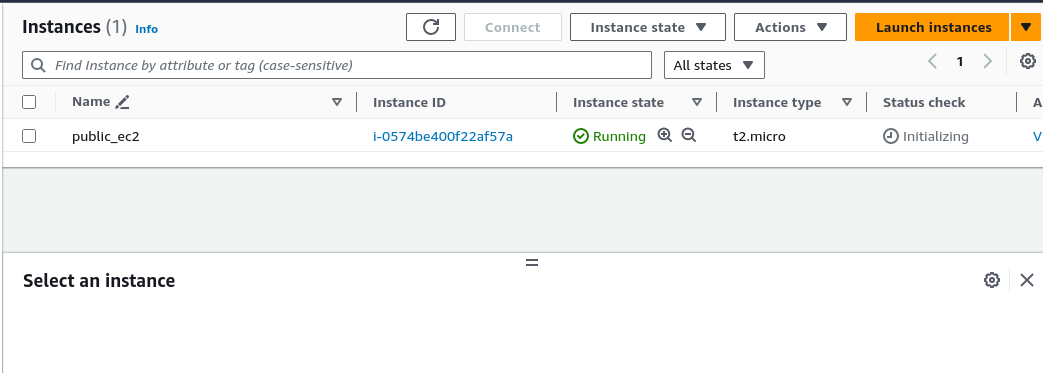 Instances (1) Info Connect Instance state Actions Launch instances
Find Instance by attribute or tag (case-sensitive) All states 1
Name Instance ID Instance state Instance type Status check A
public_ec2 i-0574be400f22af57a Running t2.micro Initializing V
Select an instance